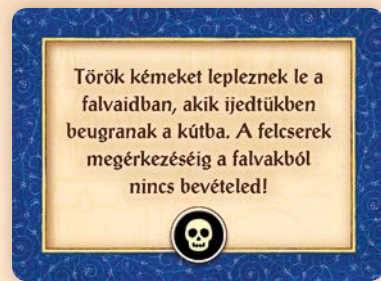 Török kémeket lepleznek le a
falvaidban, akik ijedtükben
beugranak a kútba. A felcserek
megérkezéséig a falvakból
nincs bevételed!